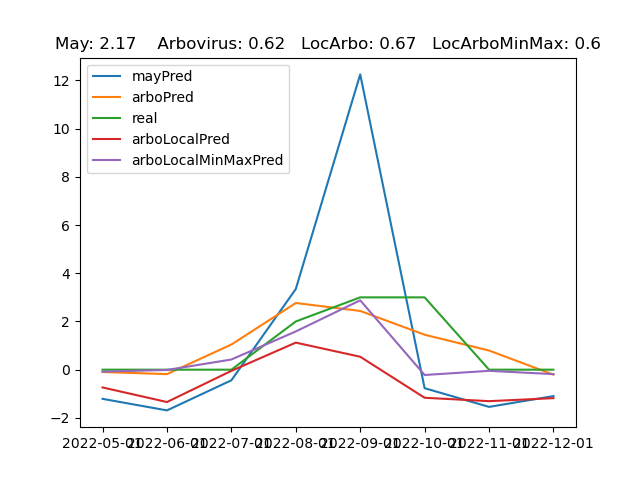 May: 2.17 Arbovirus: 0.62 LocArbo: 0.67 LocArboMinMax: 0.6
mayPred
arboPred
real
arboLocalPred
arboLocalMinMaxPred
12
10
8
6
4
2
0
−2
2022-05-01 2022-06-01 2022-07-01 2022-08-01 2022-09-01 2022-10-01 2022-11-01 2022-12-01